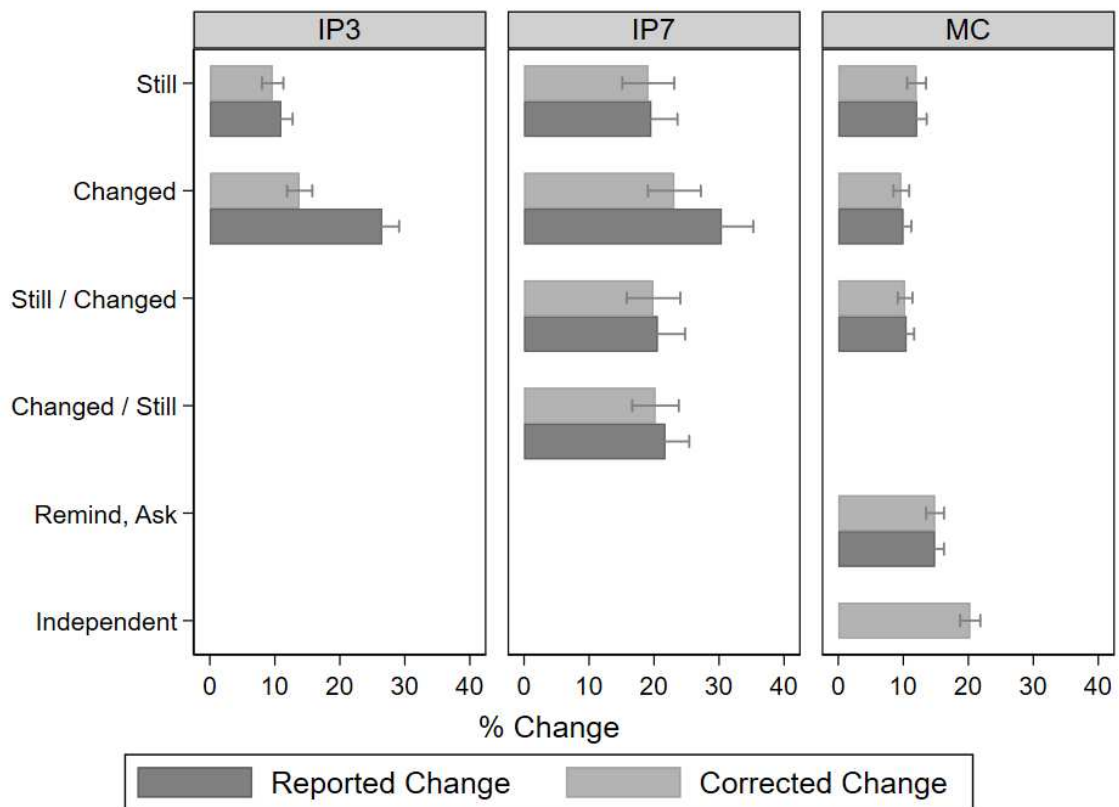 IP3 IP7 MC
Still
Changed
Still / Changed
Changed / Still
Remind, Ask
Independent
0 10 20 30 40 0 10 20 30 40 0 10 20 30 40
% Change
Reported Change Corrected Change